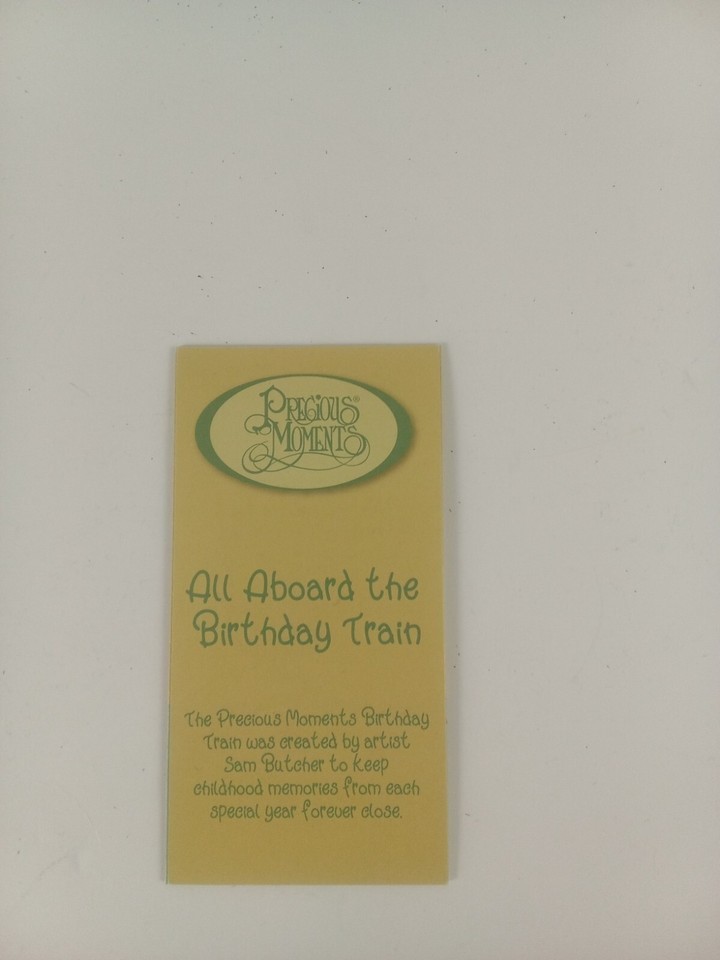 Precious®
Moments
All Aboard the
Birthday Train
The Precious Moments Birthday
Train was created by artist
Sam Butcher to keep
childhood memories from each
special year forever close.